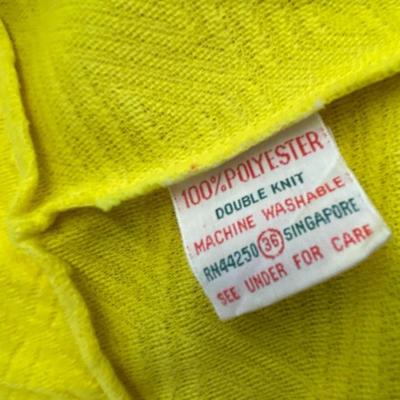 100% POLYESTER
DOUBLE KNIT
MACHINE WASHABLE
RN44250 36 SINGAPORE
SEE UNDER FOR CARE